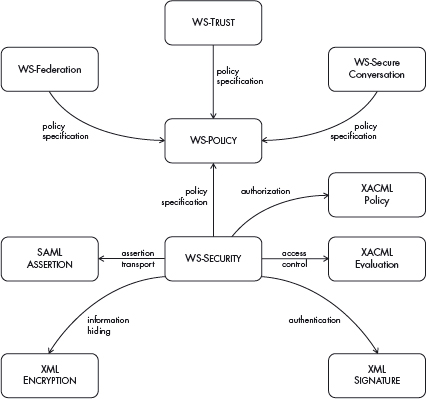 WS-TRUST
WS-Federation
WS-Secure
Conversation
policy
specification
policy
specification
policy
specification
WS-POLICY
policy
specification
authorization
XACML
Policy
SAML
ASSERTION
assertion
transport
WS-SECURITY
access
control
XACML
Evaluation
information
hiding
authentication
XML
ENCRYPTION
XML
SIGNATURE